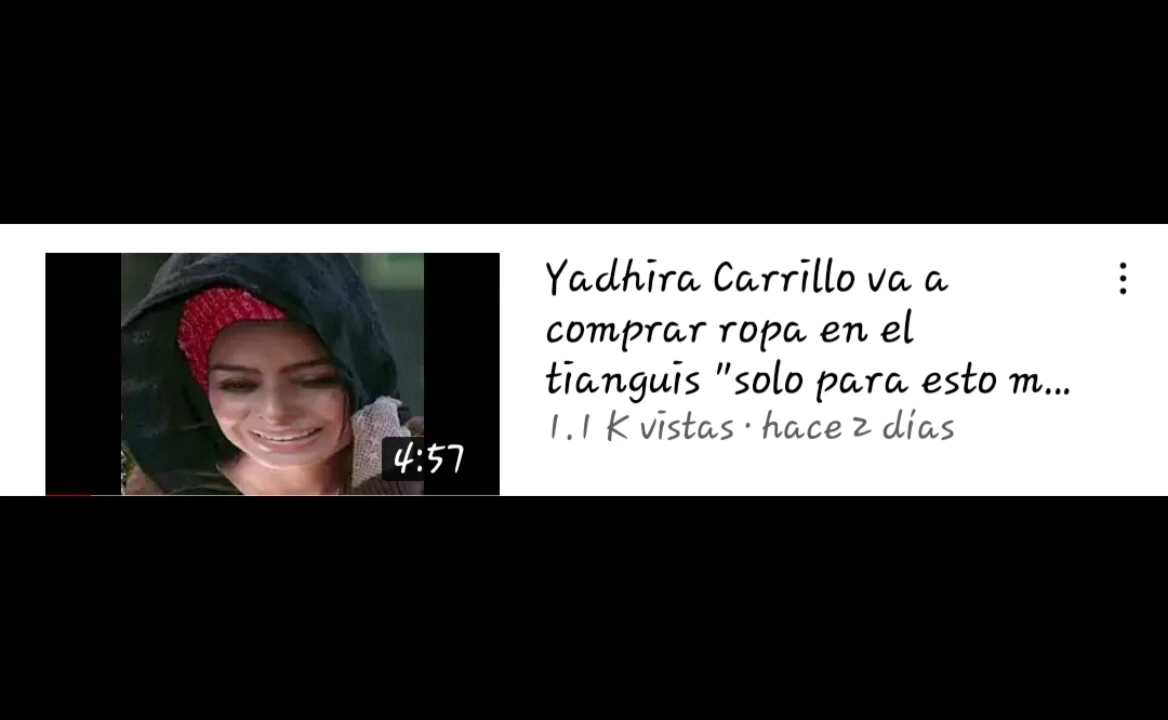 Yadhira Carrillo va a
comprar ropa en el
tianguis "solo para esto m...
1.1 K vistas · hace 2 días
4:57